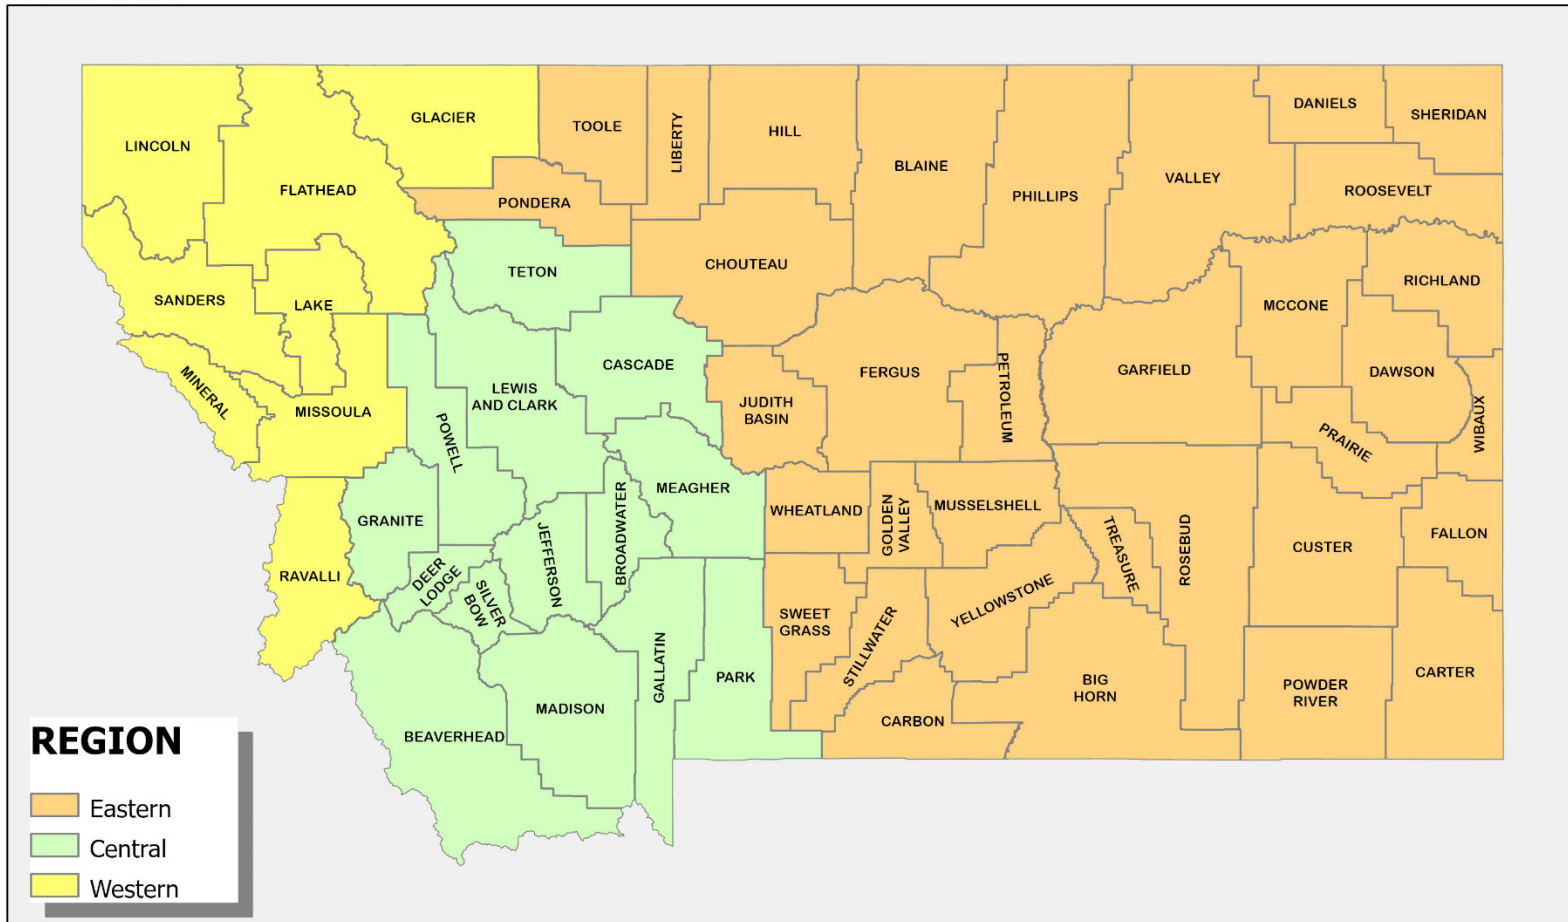 LINCOLN
FLATHEAD
GLACIER
TOOLE
LIBERTY
HILL
BLAINE
PHILLIPS
VALLEY
DANIELS
SHERIDAN
ROOSEVELT
PONDERA
CHOUTEAU
TETON
SANDERS
LAKE
RICHLAND
MCCONE
MINERAL
MISSOULA
POWELL
LEWIS
AND CLARK
CASCADE
JUDITH
BASIN
FERGUS
PETROLEUM
GARFIELD
DAWSON
PRAIRIE
WIBAUX
RAVALLI
GRANITE
DEER
LODGE
SILVER
BOW
JEFFERSON
BROADWATER
MEAGHER
WHEATLAND
GOLDEN
VALLEY
MUSSELSHELL
TREASURE
ROSEBUD
CUSTER
FALLON
SWEET
GRASS
STILLWATER
YELLOWSTONE
BEAVERHEAD
MADISON
GALLATIN
PARK
CARBON
BIG
HORN
POWDER
RIVER
CARTER
REGION
Eastern
Central
Western